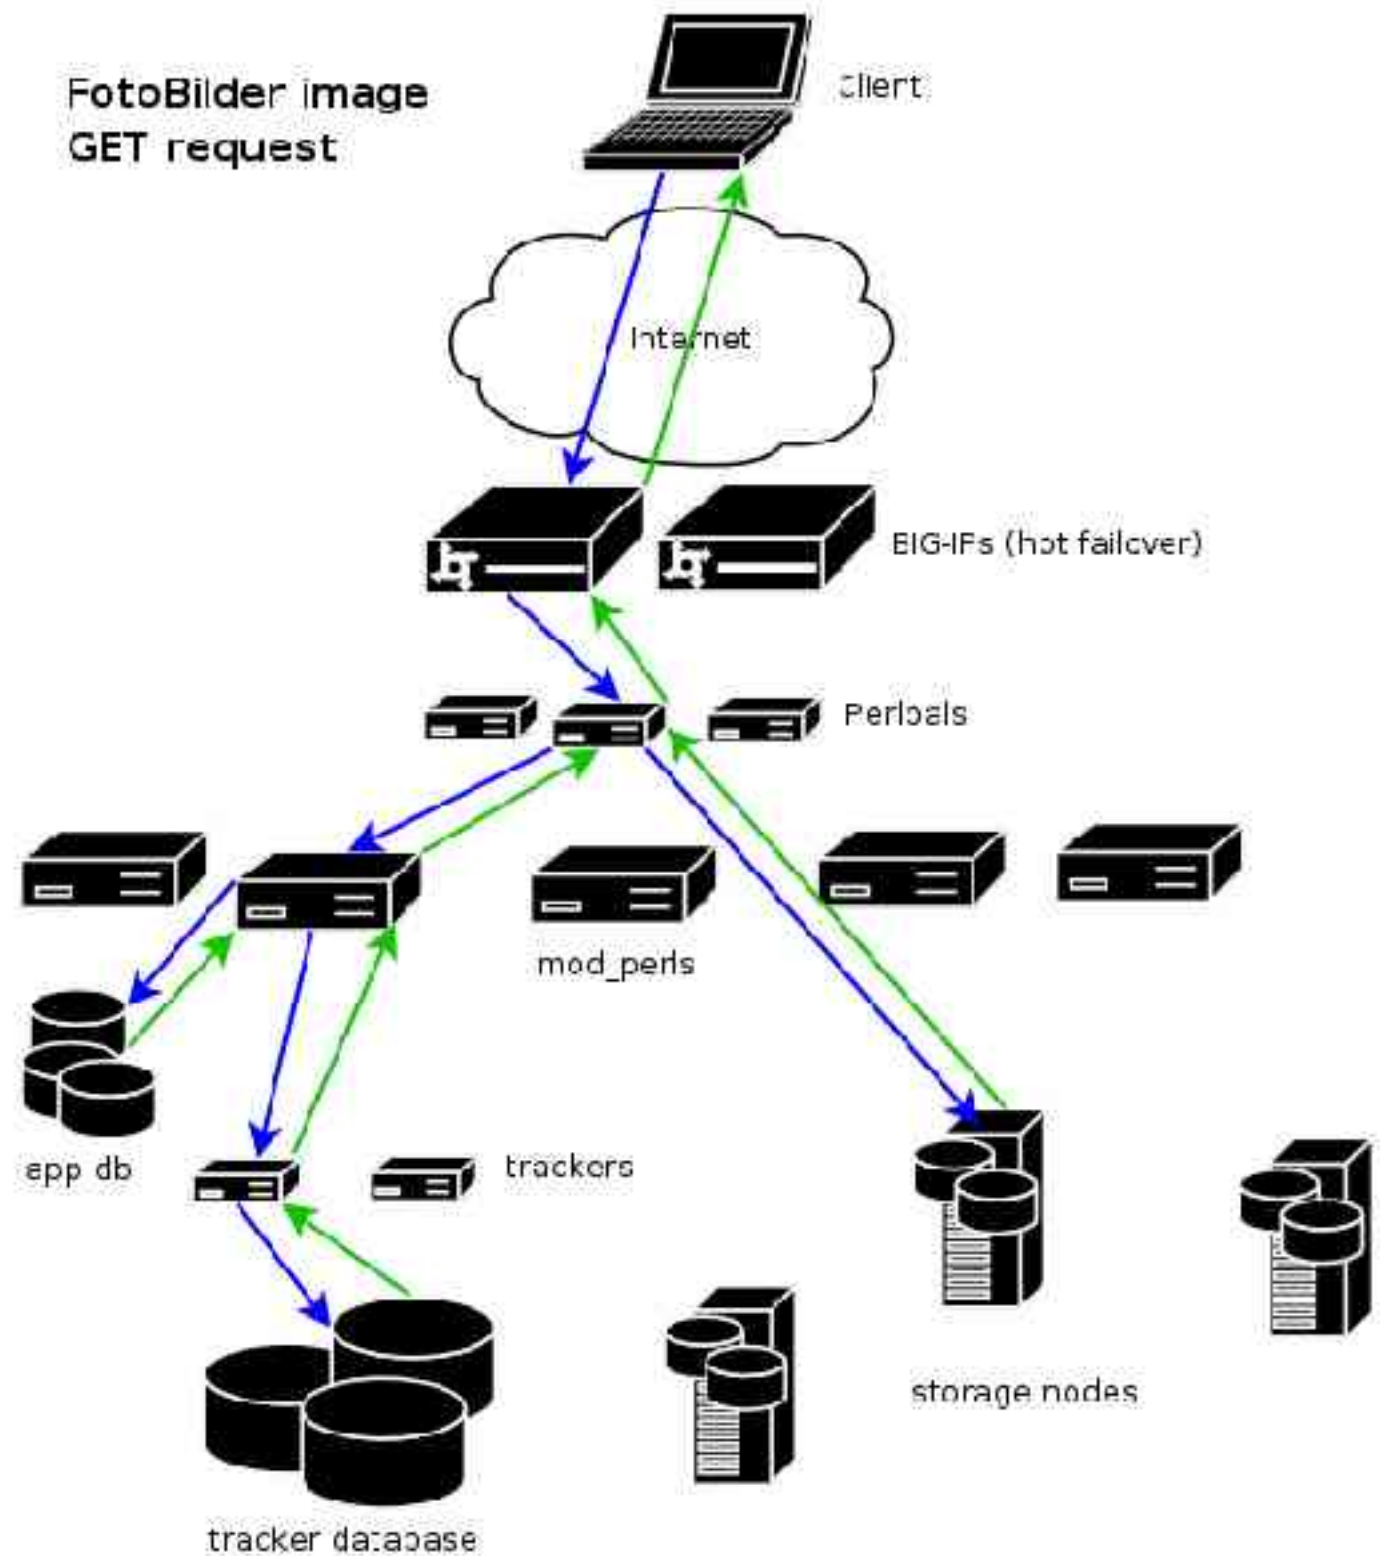 FotoBilder image
GET request
Client
Internet
BIG-IPs (hot failover)
Perlbals
mod_perls
app db
trackers
storage nodes
tracker database